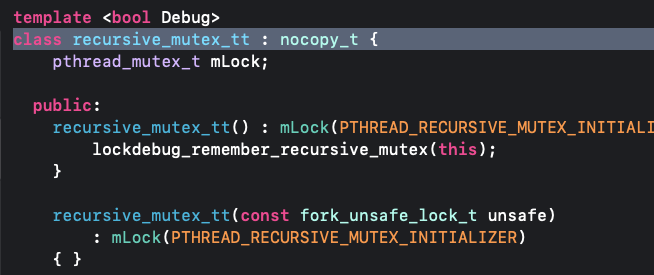 template <bool Debug>
class recursive_mutex_tt : nocopy_t {
    pthread_mutex_t mLock;

  public:
    recursive_mutex_tt() : mLock(PTHREAD_RECURSIVE_MUTEX_INITIALI
        lockdebug_remember_recursive_mutex(this);
    }

    recursive_mutex_tt(const fork_unsafe_lock_t unsafe)
        : mLock(PTHREAD_RECURSIVE_MUTEX_INITIALIZER)
    { }